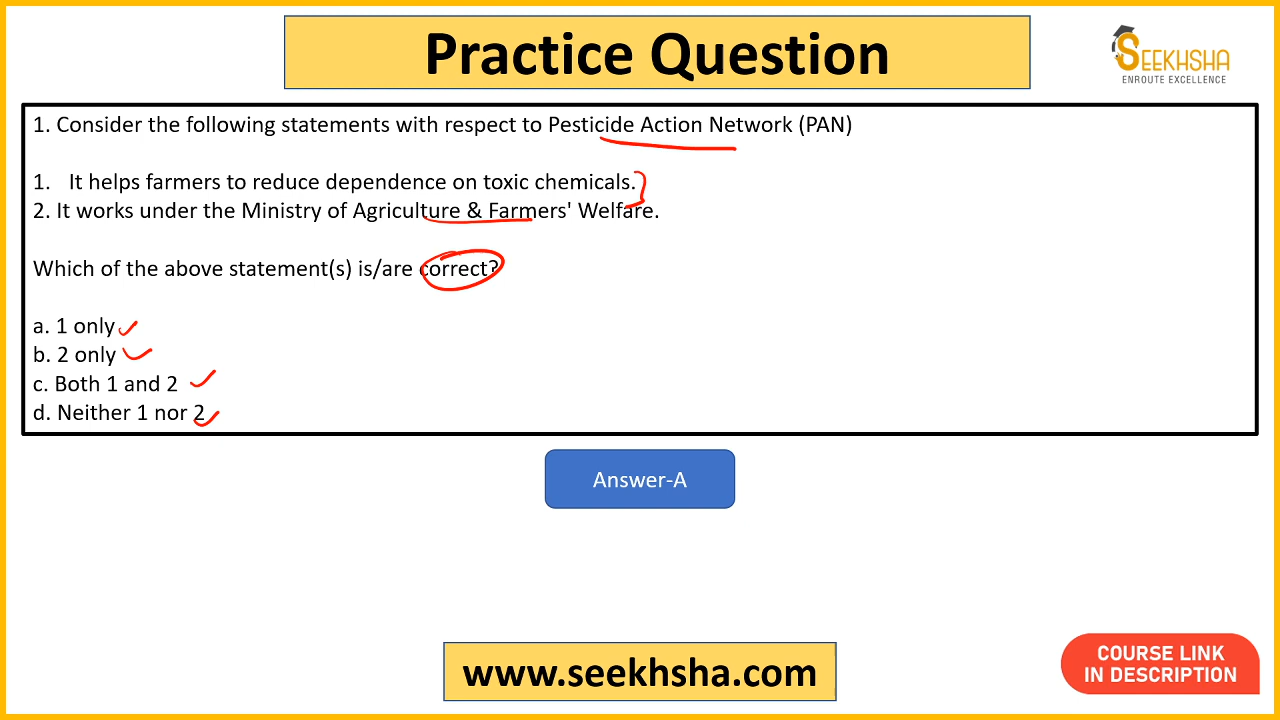 Practice Question
SEEKHSHA
ENROUTE EXCELLENCE
1. Consider the following statements with respect to Pesticide Action Network (PAN)
1. It helps farmers to reduce dependence on toxic chemicals.
2. It works under the Ministry of Agriculture & Farmers' Welfare.
Which of the above statement(s) is/are correct?
a. 1 only
b. 2 only
c. Both 1 and 2
d. Neither 1 nor 2
Answer-A
www.seekhsha.com
COURSE LINK
IN DESCRIPTION